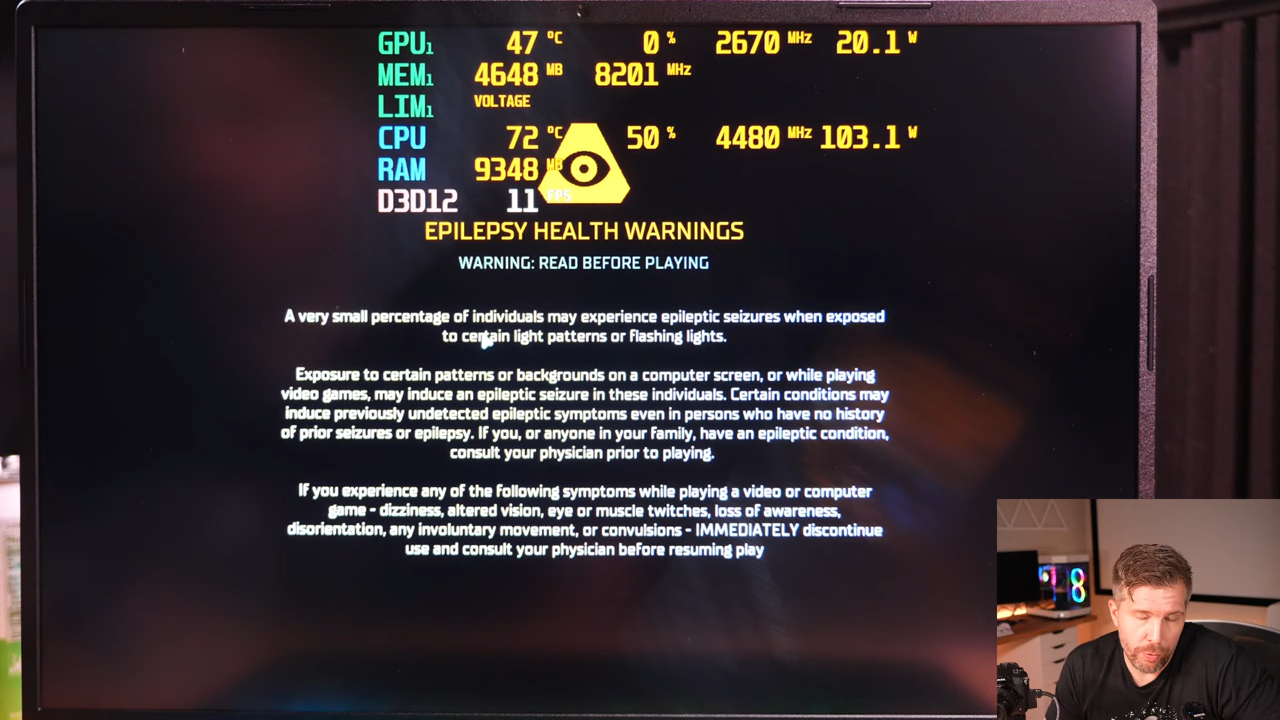 GPU1 47 °C 0 % 2670 MHz 20.1 W
MEM1 4648 MB 8201 MHz
LIM1 VOLTAGE
CPU 72 °C 50 % 4480 MHz 103.1 W
RAM 9348 MB
D3D12 11 FPS
EPILEPSY HEALTH WARNINGS
WARNING: READ BEFORE PLAYING
A very small percentage of individuals may experience epileptic seizures when exposed
to certain light patterns or flashing lights.
Exposure to certain patterns or backgrounds on a computer screen, or while playing
video games, may induce an epileptic seizure in these individuals. Certain conditions may
induce previously undetected epileptic symptoms even in persons who have no history
of prior seizures or epilepsy. If you, or anyone in your family, have an epileptic condition,
consult your physician prior to playing.
If you experience any of the following symptoms while playing a video or computer
game - dizziness, altered vision, eye or muscle twitches, loss of awareness,
disorientation, any involuntary movement, or convulsions - IMMEDIATELY discontinue
use and consult your physician before resuming play